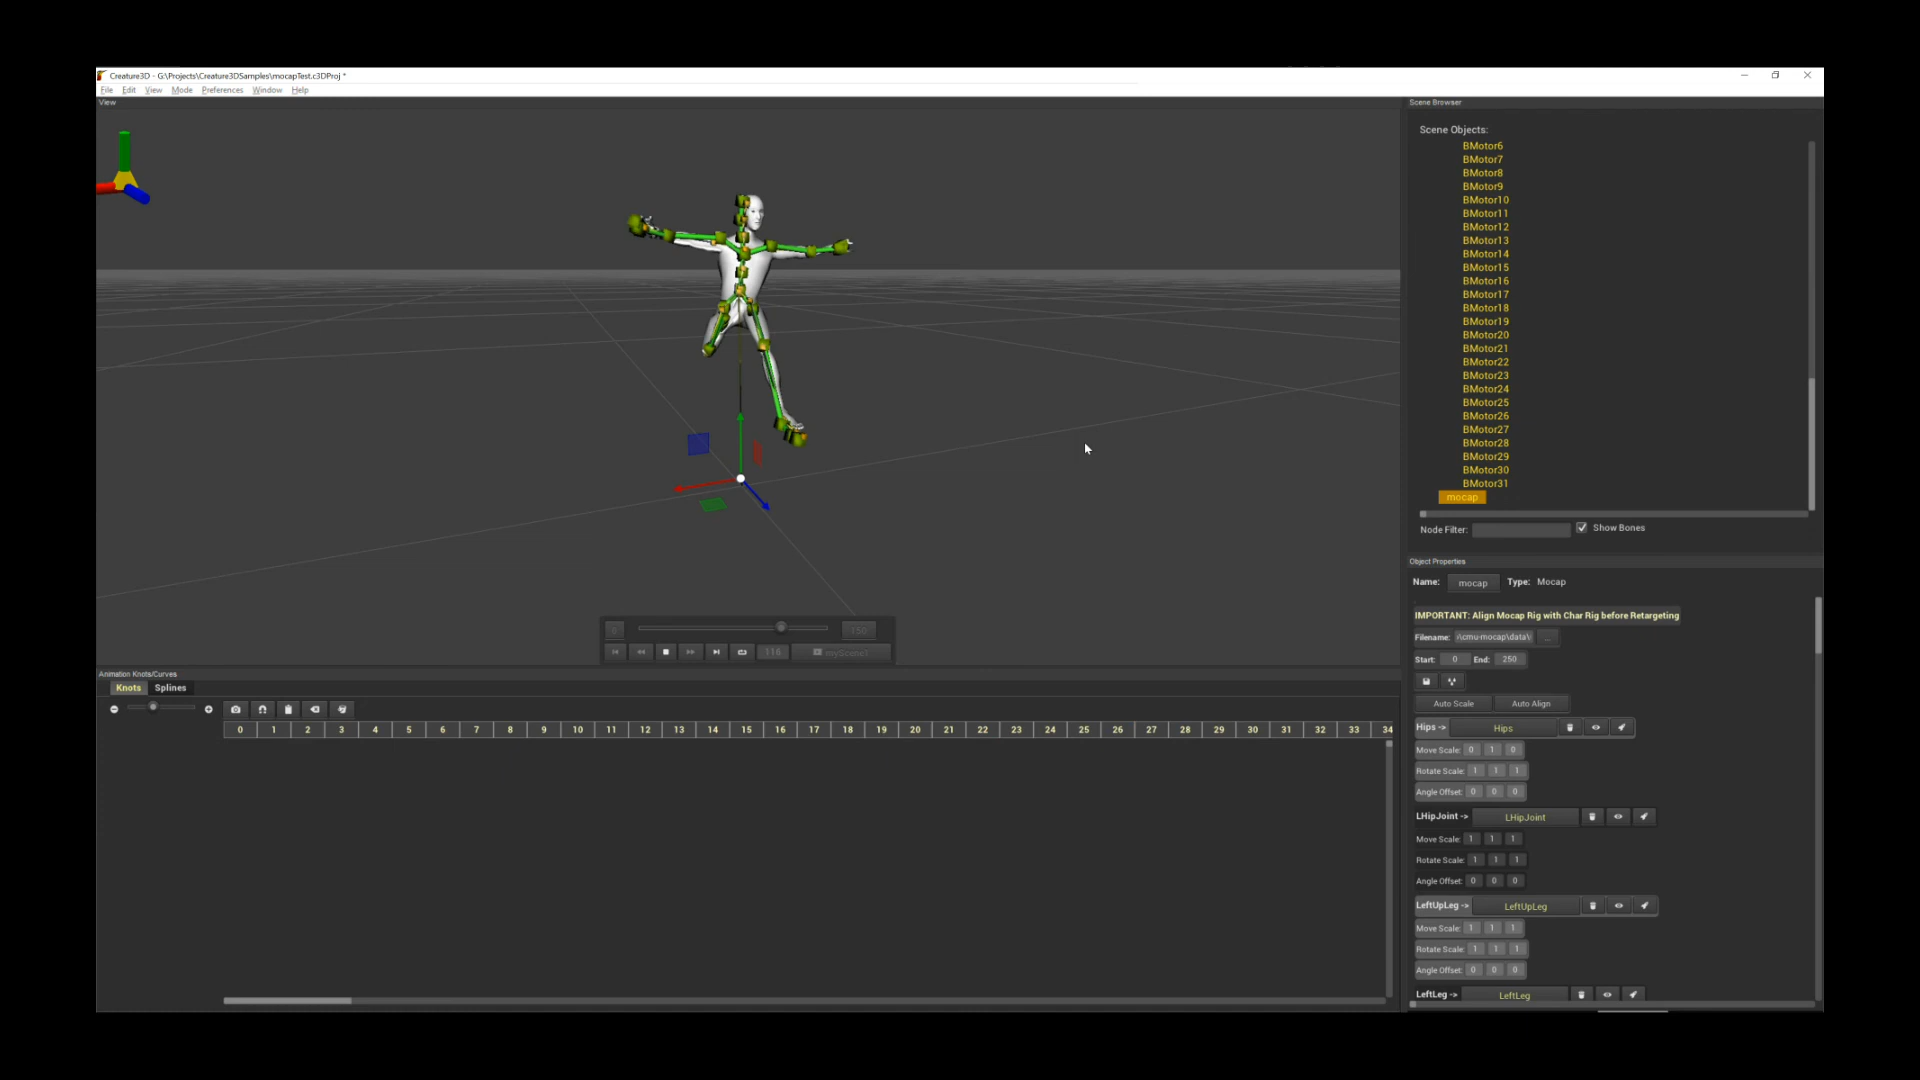 Creature3D - G:\Projects\Creature3DSamples\mocapTest.c3DProj *
File Edit View Mode Preferences Window Help
View
Scene Browser
Scene Objects:
BMotor6
BMotor7
BMotor8
BMotor9
BMotor10
BMotor11
BMotor12
BMotor13
BMotor14
BMotor15
BMotor16
BMotor17
BMotor18
BMotor19
BMotor20
BMotor21
BMotor22
BMotor23
BMotor24
BMotor25
BMotor26
BMotor27
BMotor28
BMotor29
BMotor30
BMotor31
mocap
Node Filter: Show Bones
Object Properties
Name: mocap Type: Mocap
IMPORTANT: Align Mocap Rig with Char Rig before Retargeting
Filename: \cmu-mocap\data\ ...
Start: 0 End: 250
Auto Scale Auto Align
Hips -> Hips
Move Scale: 0 1 0
Rotate Scale: 1 1 1
Angle Offset: 0 0 0
LHipJoint -> LHipJoint
Move Scale: 1 1 1
Rotate Scale: 1 1 1
Angle Offset: 0 0 0
LeftUpLeg -> LeftUpLeg
Move Scale: 1 1 1
Rotate Scale: 1 1 1
Angle Offset: 0 0 0
LeftLeg -> LeftLeg
0 150
116 myScene1
Animation Knots/Curves
Knots Splines
0 1 2 3 4 5 6 7 8 9 10 11 12 13 14 15 16 17 18 19 20 21 22 23 24 25 26 27 28 29 30 31 32 33 34